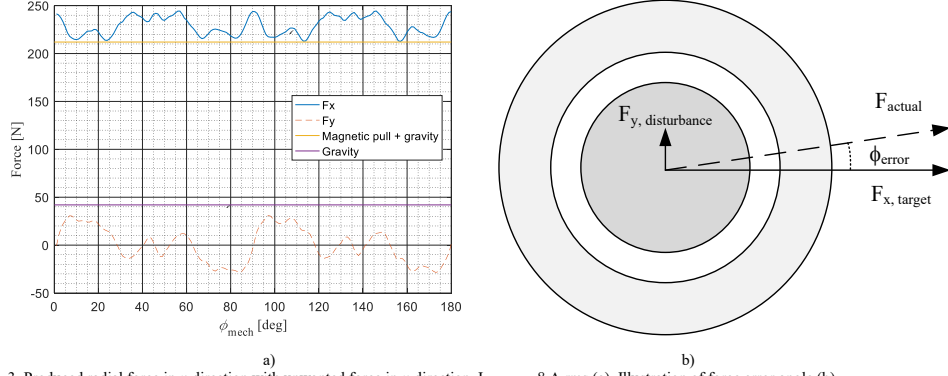 250
200
150
100
50
0
-50
Force [N]
Fx
Fy
Magnetic pull + gravity
Gravity
0 20 40 60 80 100 120 140 160 180
ϕmech [deg]
a)
Fy, disturbance
Factual
ϕerror
Fx, target
b)